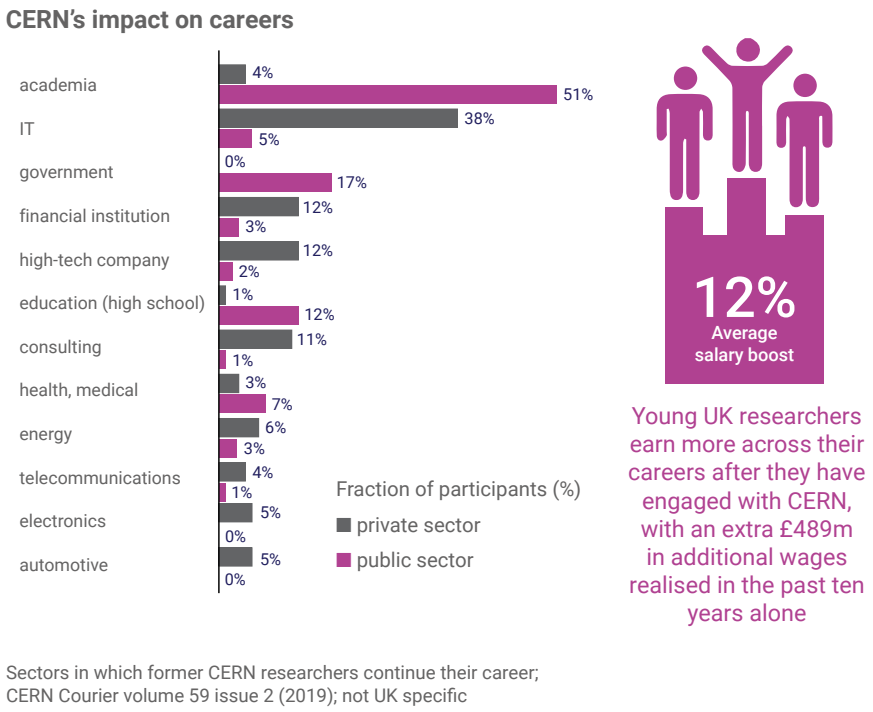 CERN’s impact on careers
academia
4%
51%
IT
38%
5%
government
0%
17%
financial institution
12%
3%
high-tech company
12%
2%
education (high school)
1%
12%
consulting
11%
1%
health, medical
3%
7%
energy
6%
3%
telecommunications
4%
1%
electronics
5%
0%
automotive
5%
0%
Fraction of participants (%)
private sector
public sector
12%
Average
salary boost
Young UK researchers
earn more across their
careers after they have
engaged with CERN,
with an extra £489m
in additional wages
realised in the past ten
years alone
Sectors in which former CERN researchers continue their career;
CERN Courier volume 59 issue 2 (2019); not UK specific